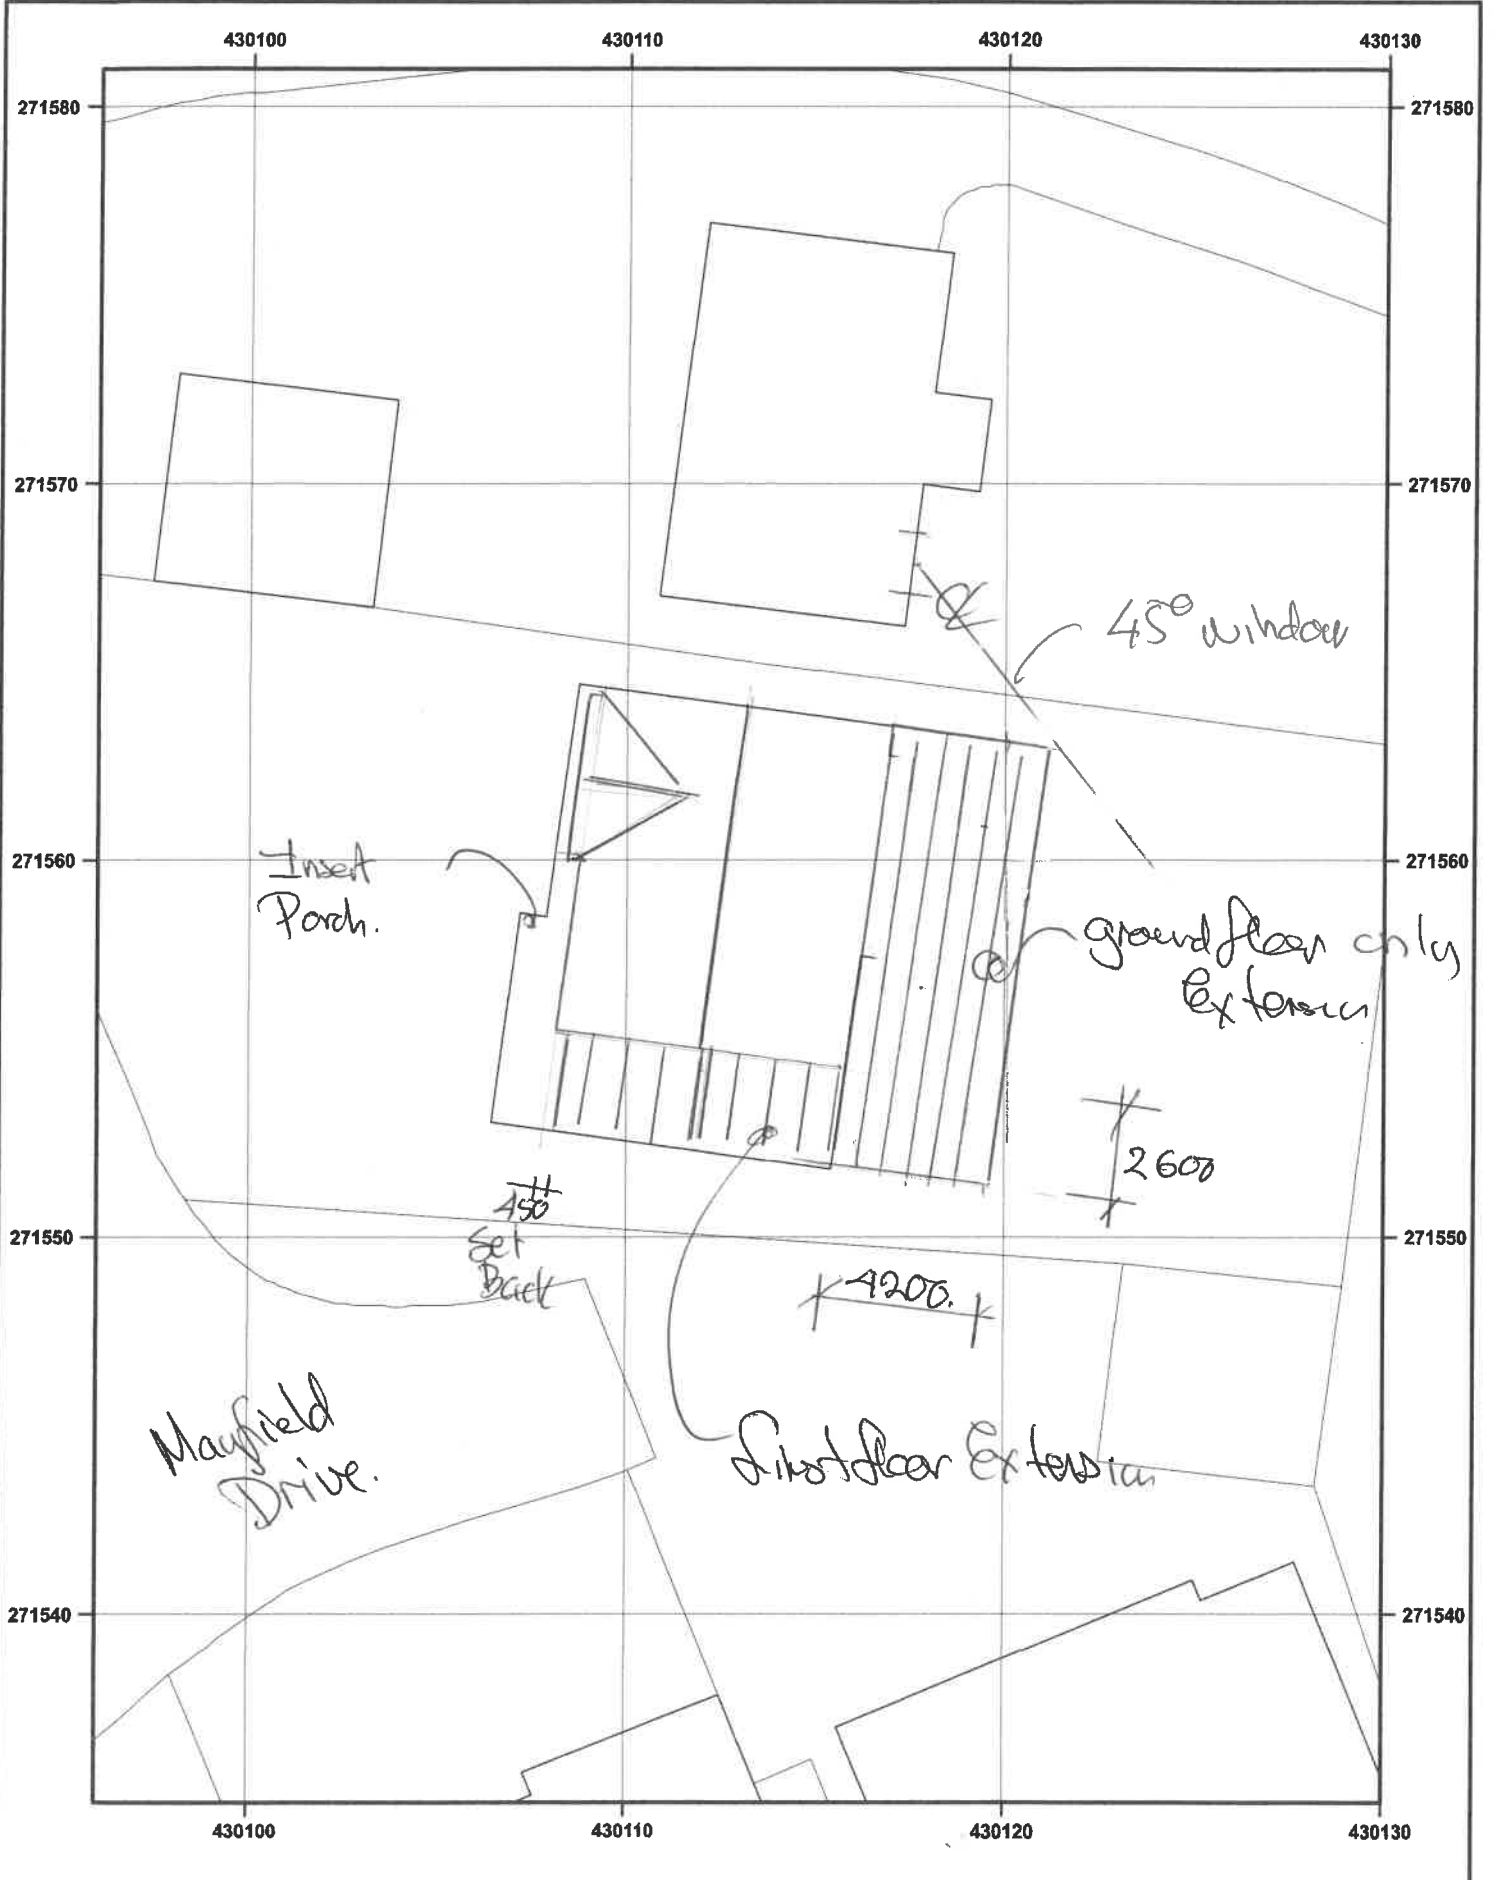 430100 430110 430120 430130
271580 271580
271570 271570
45° window
271560 271560
Insert
Porch.
ground floor only
Extension
2600
450
Set
Back
271550 271550
4200.
Mayfield
Drive.
first floor Extension
271540 271540
430100 430110 430120 430130